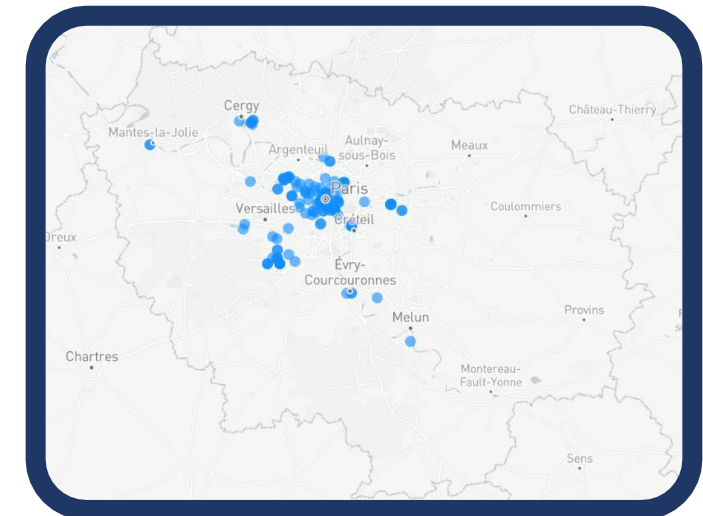 Cergy
Château-Thierry
Mantes-la-Jolie
Aulnay-
sous-Bois
Argenteuil
Meaux
Paris
Versailles
Coulommiers
Créteil
Dreux
Évry-
Courcouronnes
Provins
Melun
Chartres
Montereau-
Fault-Yonne
Sens